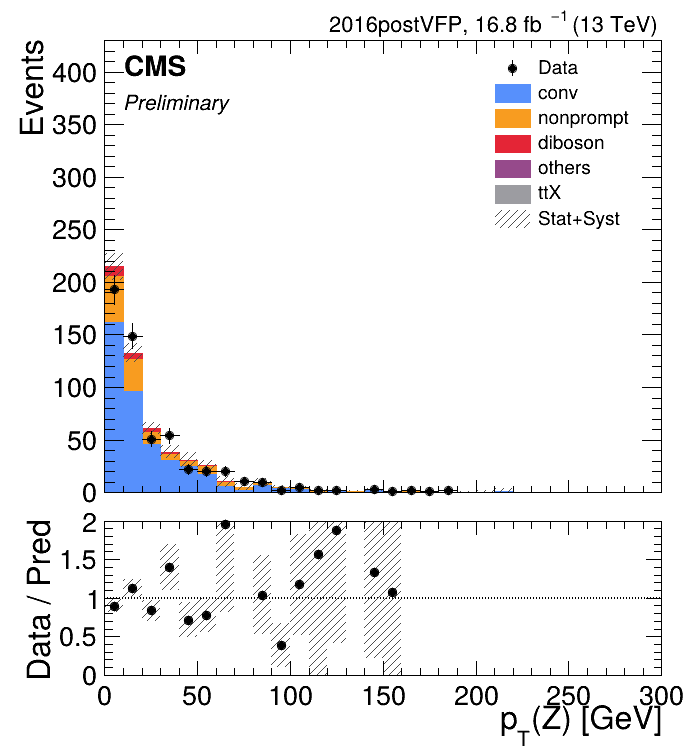 2016postVFP, 16.8 fb ⁻¹ (13 TeV)
Events
CMS
Preliminary
Data
conv
nonprompt
diboson
others
ttX
Stat+Syst
400
350
300
250
200
150
100
50
0
Data / Pred
2
1.5
1
0.5
0
0 50 100 150 200 250 300
p_T(Z) [GeV]